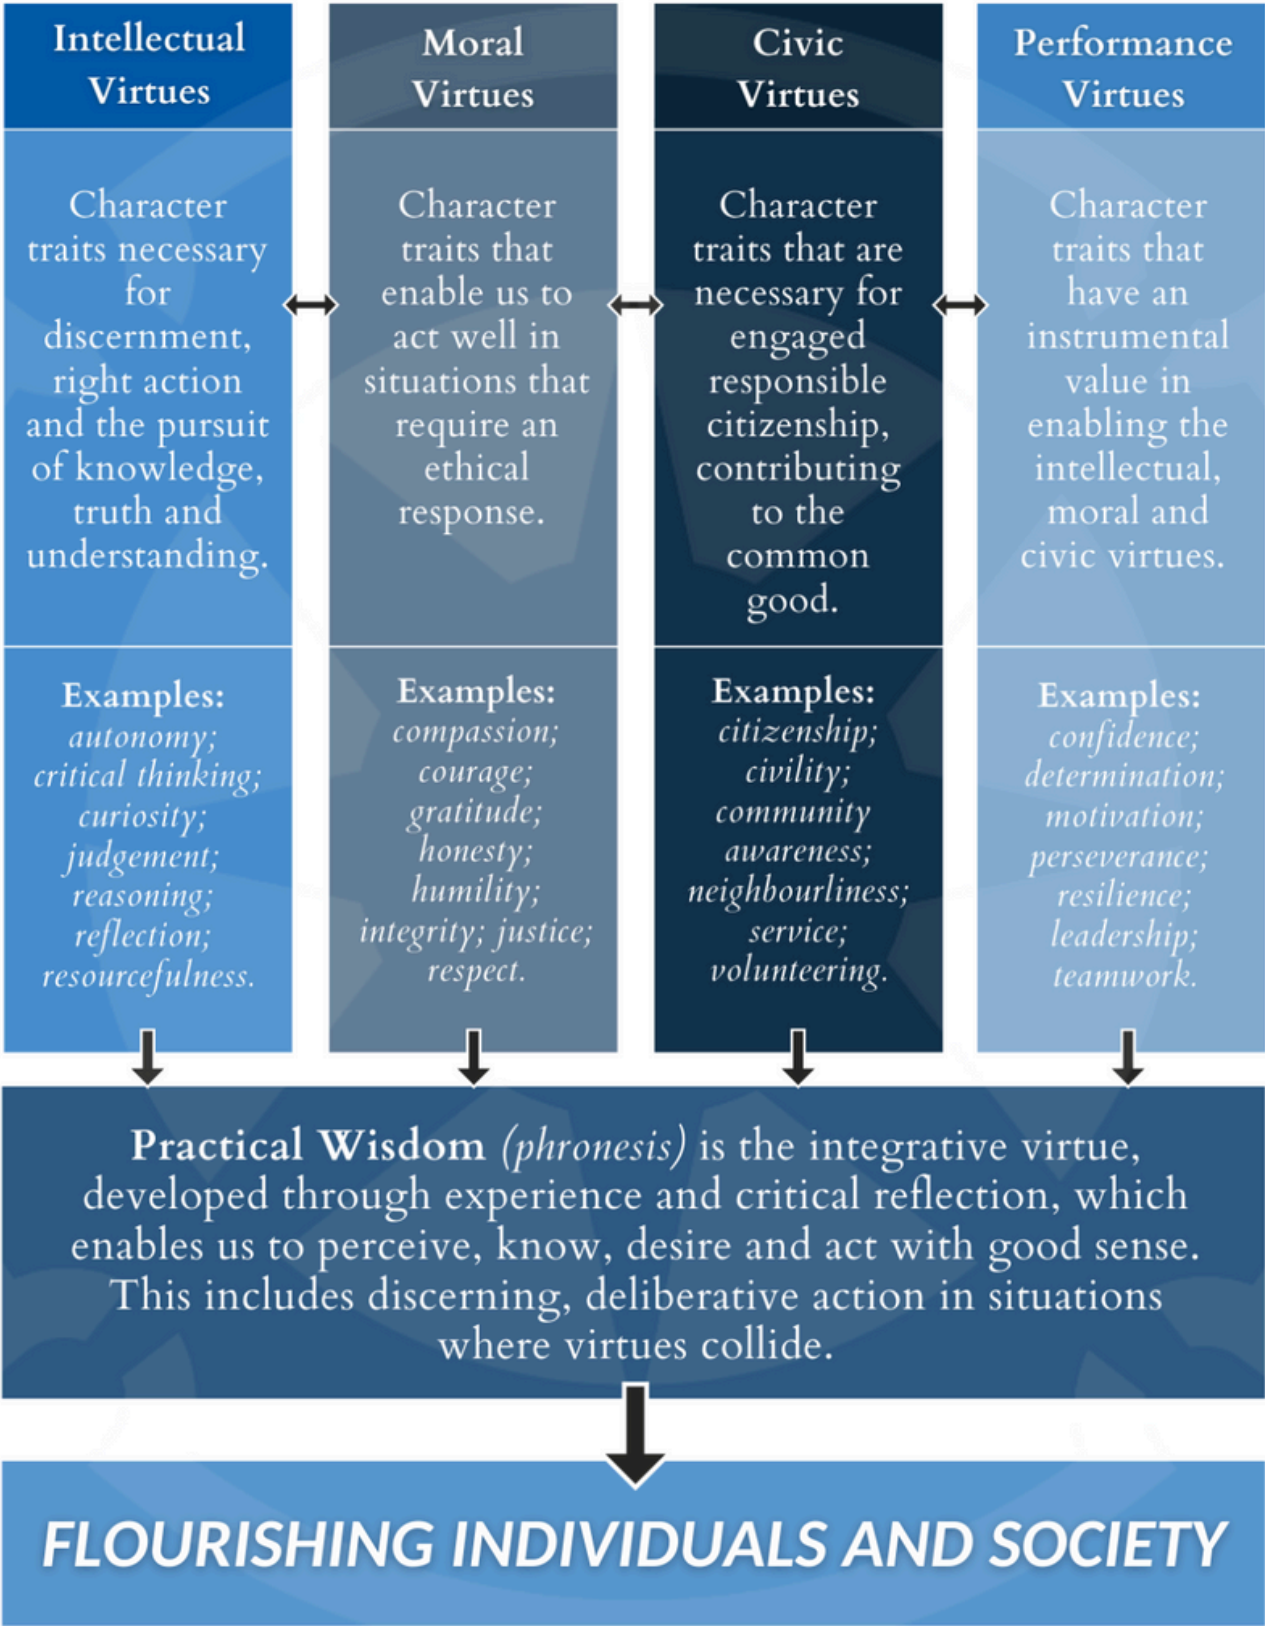 Intellectual
Virtues
Character
traits necessary
for
discernment,
right action
and the pursuit
of knowledge,
truth and
understanding.
Examples:
autonomy;
critical thinking;
curiosity;
judgement;
reasoning;
reflection;
resourcefulness.
Moral
Virtues
Character
traits that
enable us to
act well in
situations that
require an
ethical
response.
Examples:
compassion;
courage;
gratitude;
honesty;
humility;
integrity; justice;
respect.
Civic
Virtues
Character
traits that are
necessary for
engaged
responsible
citizenship,
contributing
to the
common
good.
Examples:
citizenship;
civility;
community
awareness;
neighbourliness;
service;
volunteering.
Performance
Virtues
Character
traits that
have an
instrumental
value in
enabling the
intellectual,
moral and
civic virtues.
Examples:
confidence;
determination;
motivation;
perseverance;
resilience;
leadership;
teamwork.
Practical Wisdom (phronesis) is the integrative virtue,
developed through experience and critical reflection, which
enables us to perceive, know, desire and act with good sense.
This includes discerning, deliberative action in situations
where virtues collide.
FLOURISHING INDIVIDUALS AND SOCIETY